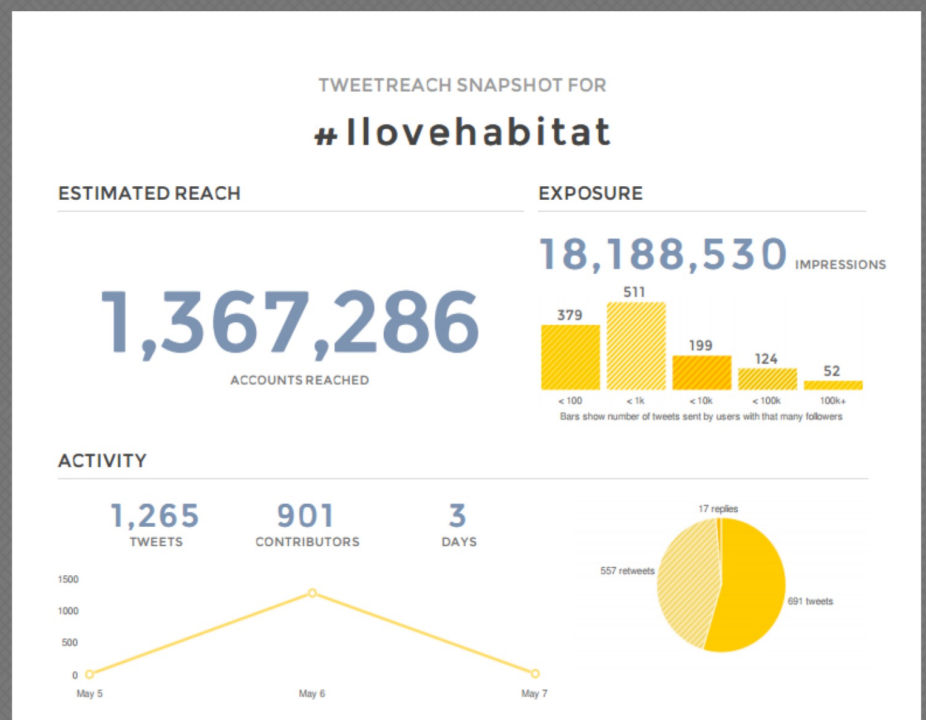 TWEETREACH SNAPSHOT FOR
#Ilovehabitat
ESTIMATED REACH
1,367,286
ACCOUNTS REACHED
EXPOSURE
18,188,530 IMPRESSIONS
379
511
199
124
52
< 100
< 1k
< 10k
< 100k
100k+
Bars show number of tweets sent by users with that many followers
ACTIVITY
1,265
TWEETS
901
CONTRIBUTORS
3
DAYS
1500
1000
500
0
May 5
May 6
May 7
17 replies
557 retweets
691 tweets